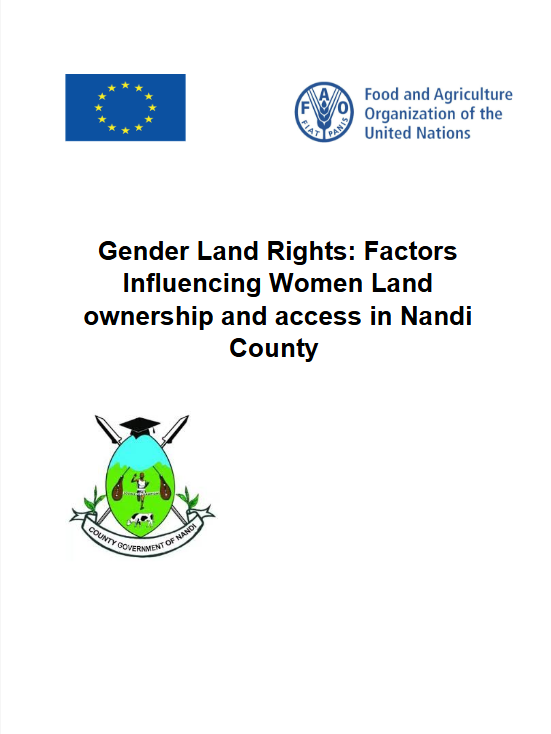 F A O
FIAT PANIS
Food and Agriculture
Organization of the
United Nations
Gender Land Rights: Factors
Influencing Women Land
ownership and access in Nandi
County
COUNTY GOVERNMENT OF NANDI